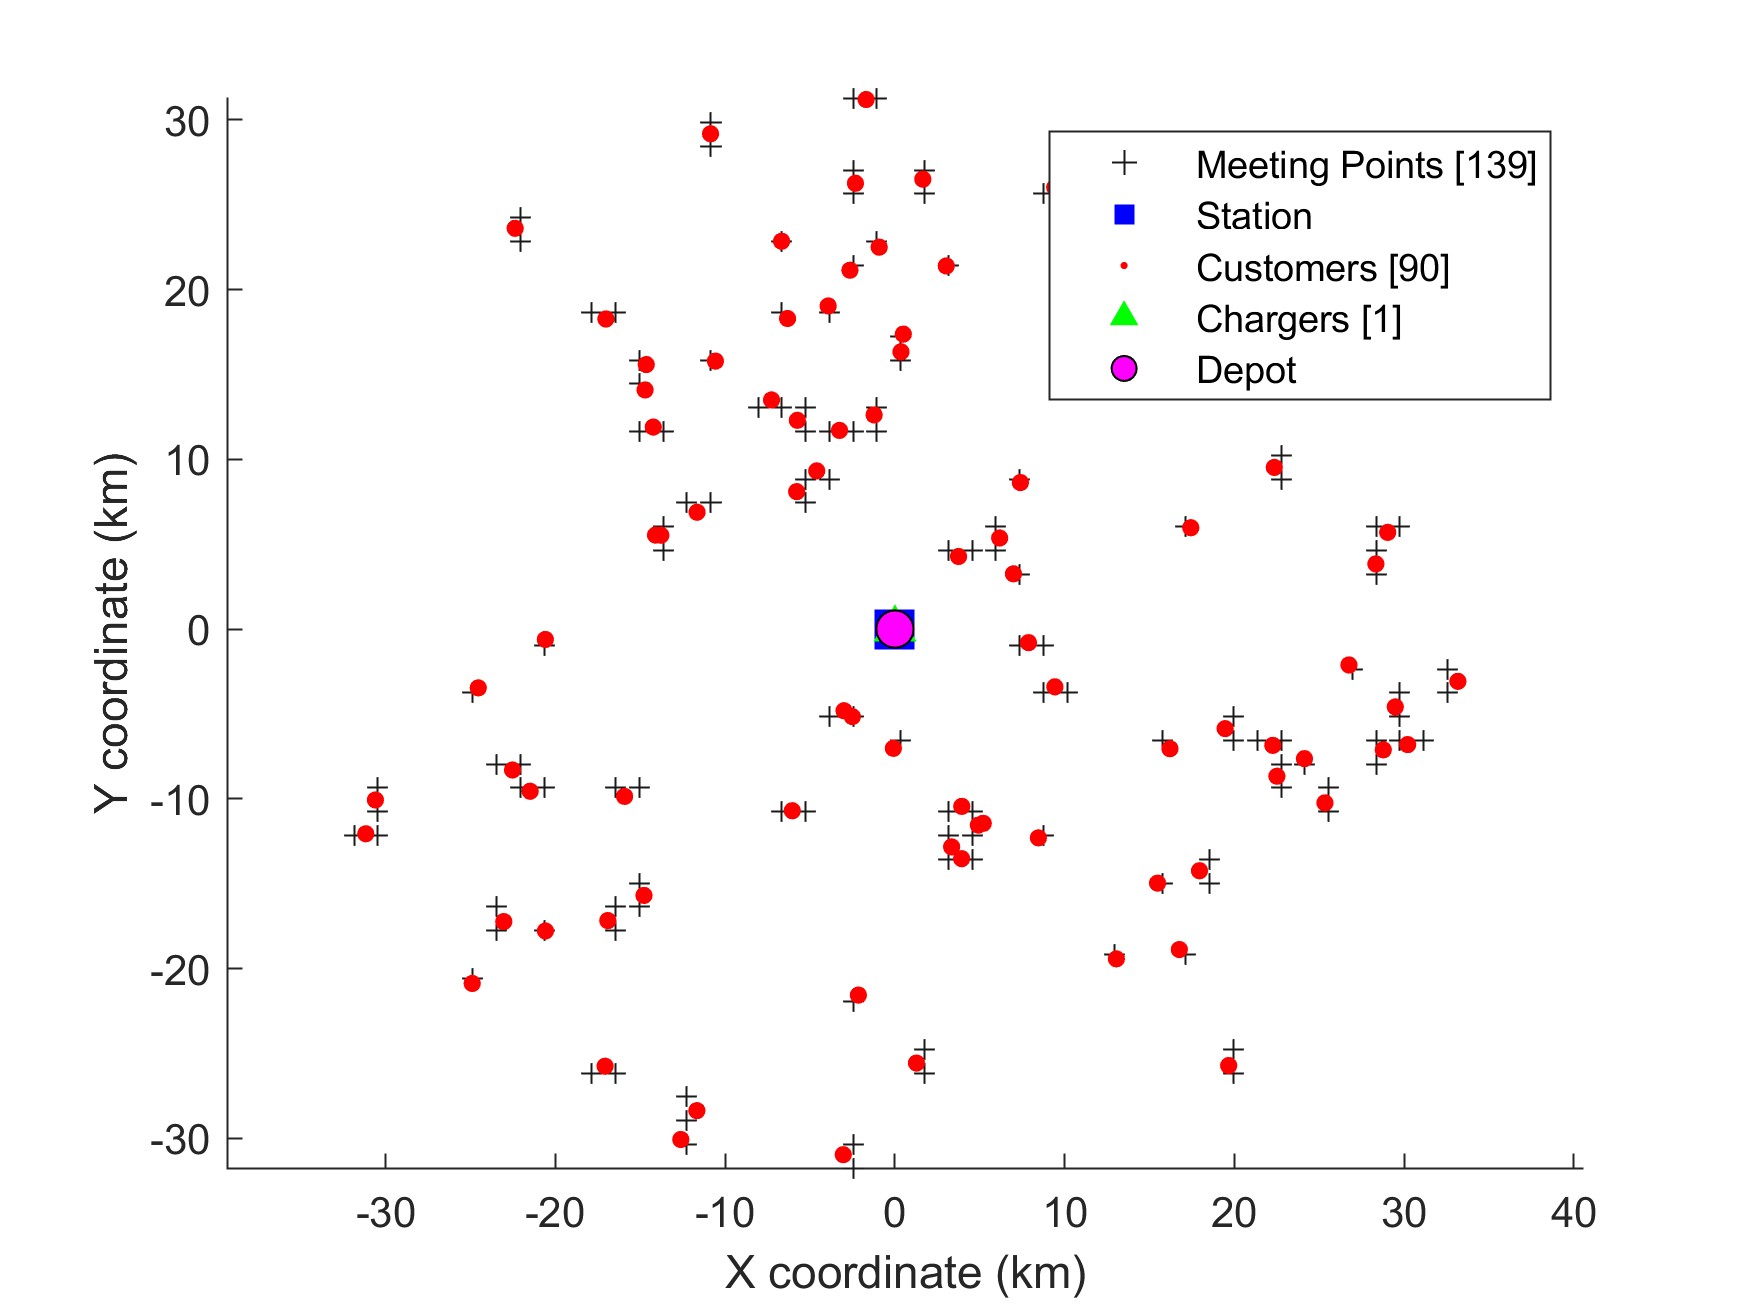 30
20
10
0
-10
-20
-30
Y coordinate (km)
Meeting Points [139]
Station
Customers [90]
Chargers [1]
Depot
-30 -20 -10 0 10 20 30 40
X coordinate (km)